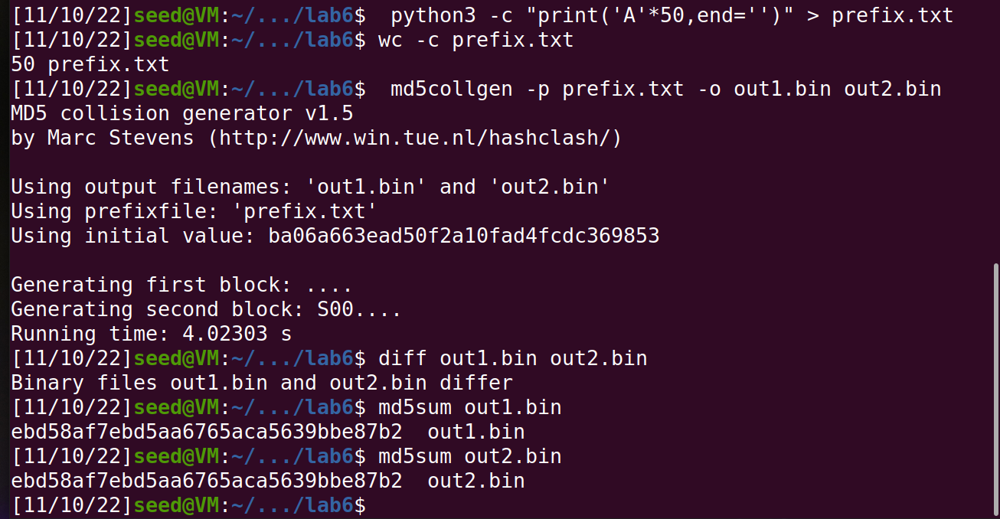 [11/10/22]seed@VM:~/.../lab6$  python3 -c "print('A'*50,end='')" > prefix.txt
[11/10/22]seed@VM:~/.../lab6$ wc -c prefix.txt
50 prefix.txt
[11/10/22]seed@VM:~/.../lab6$  md5collgen -p prefix.txt -o out1.bin out2.bin
MD5 collision generator v1.5
by Marc Stevens (http://www.win.tue.nl/hashclash/)

Using output filenames: 'out1.bin' and 'out2.bin'
Using prefixfile: 'prefix.txt'
Using initial value: ba06a663ead50f2a10fad4fcdc369853

Generating first block: ....
Generating second block: S00....
Running time: 4.02303 s
[11/10/22]seed@VM:~/.../lab6$ diff out1.bin out2.bin
Binary files out1.bin and out2.bin differ
[11/10/22]seed@VM:~/.../lab6$ md5sum out1.bin
ebd58af7ebd5aa6765aca5639bbe87b2  out1.bin
[11/10/22]seed@VM:~/.../lab6$ md5sum out2.bin
ebd58af7ebd5aa6765aca5639bbe87b2  out2.bin
[11/10/22]seed@VM:~/.../lab6$